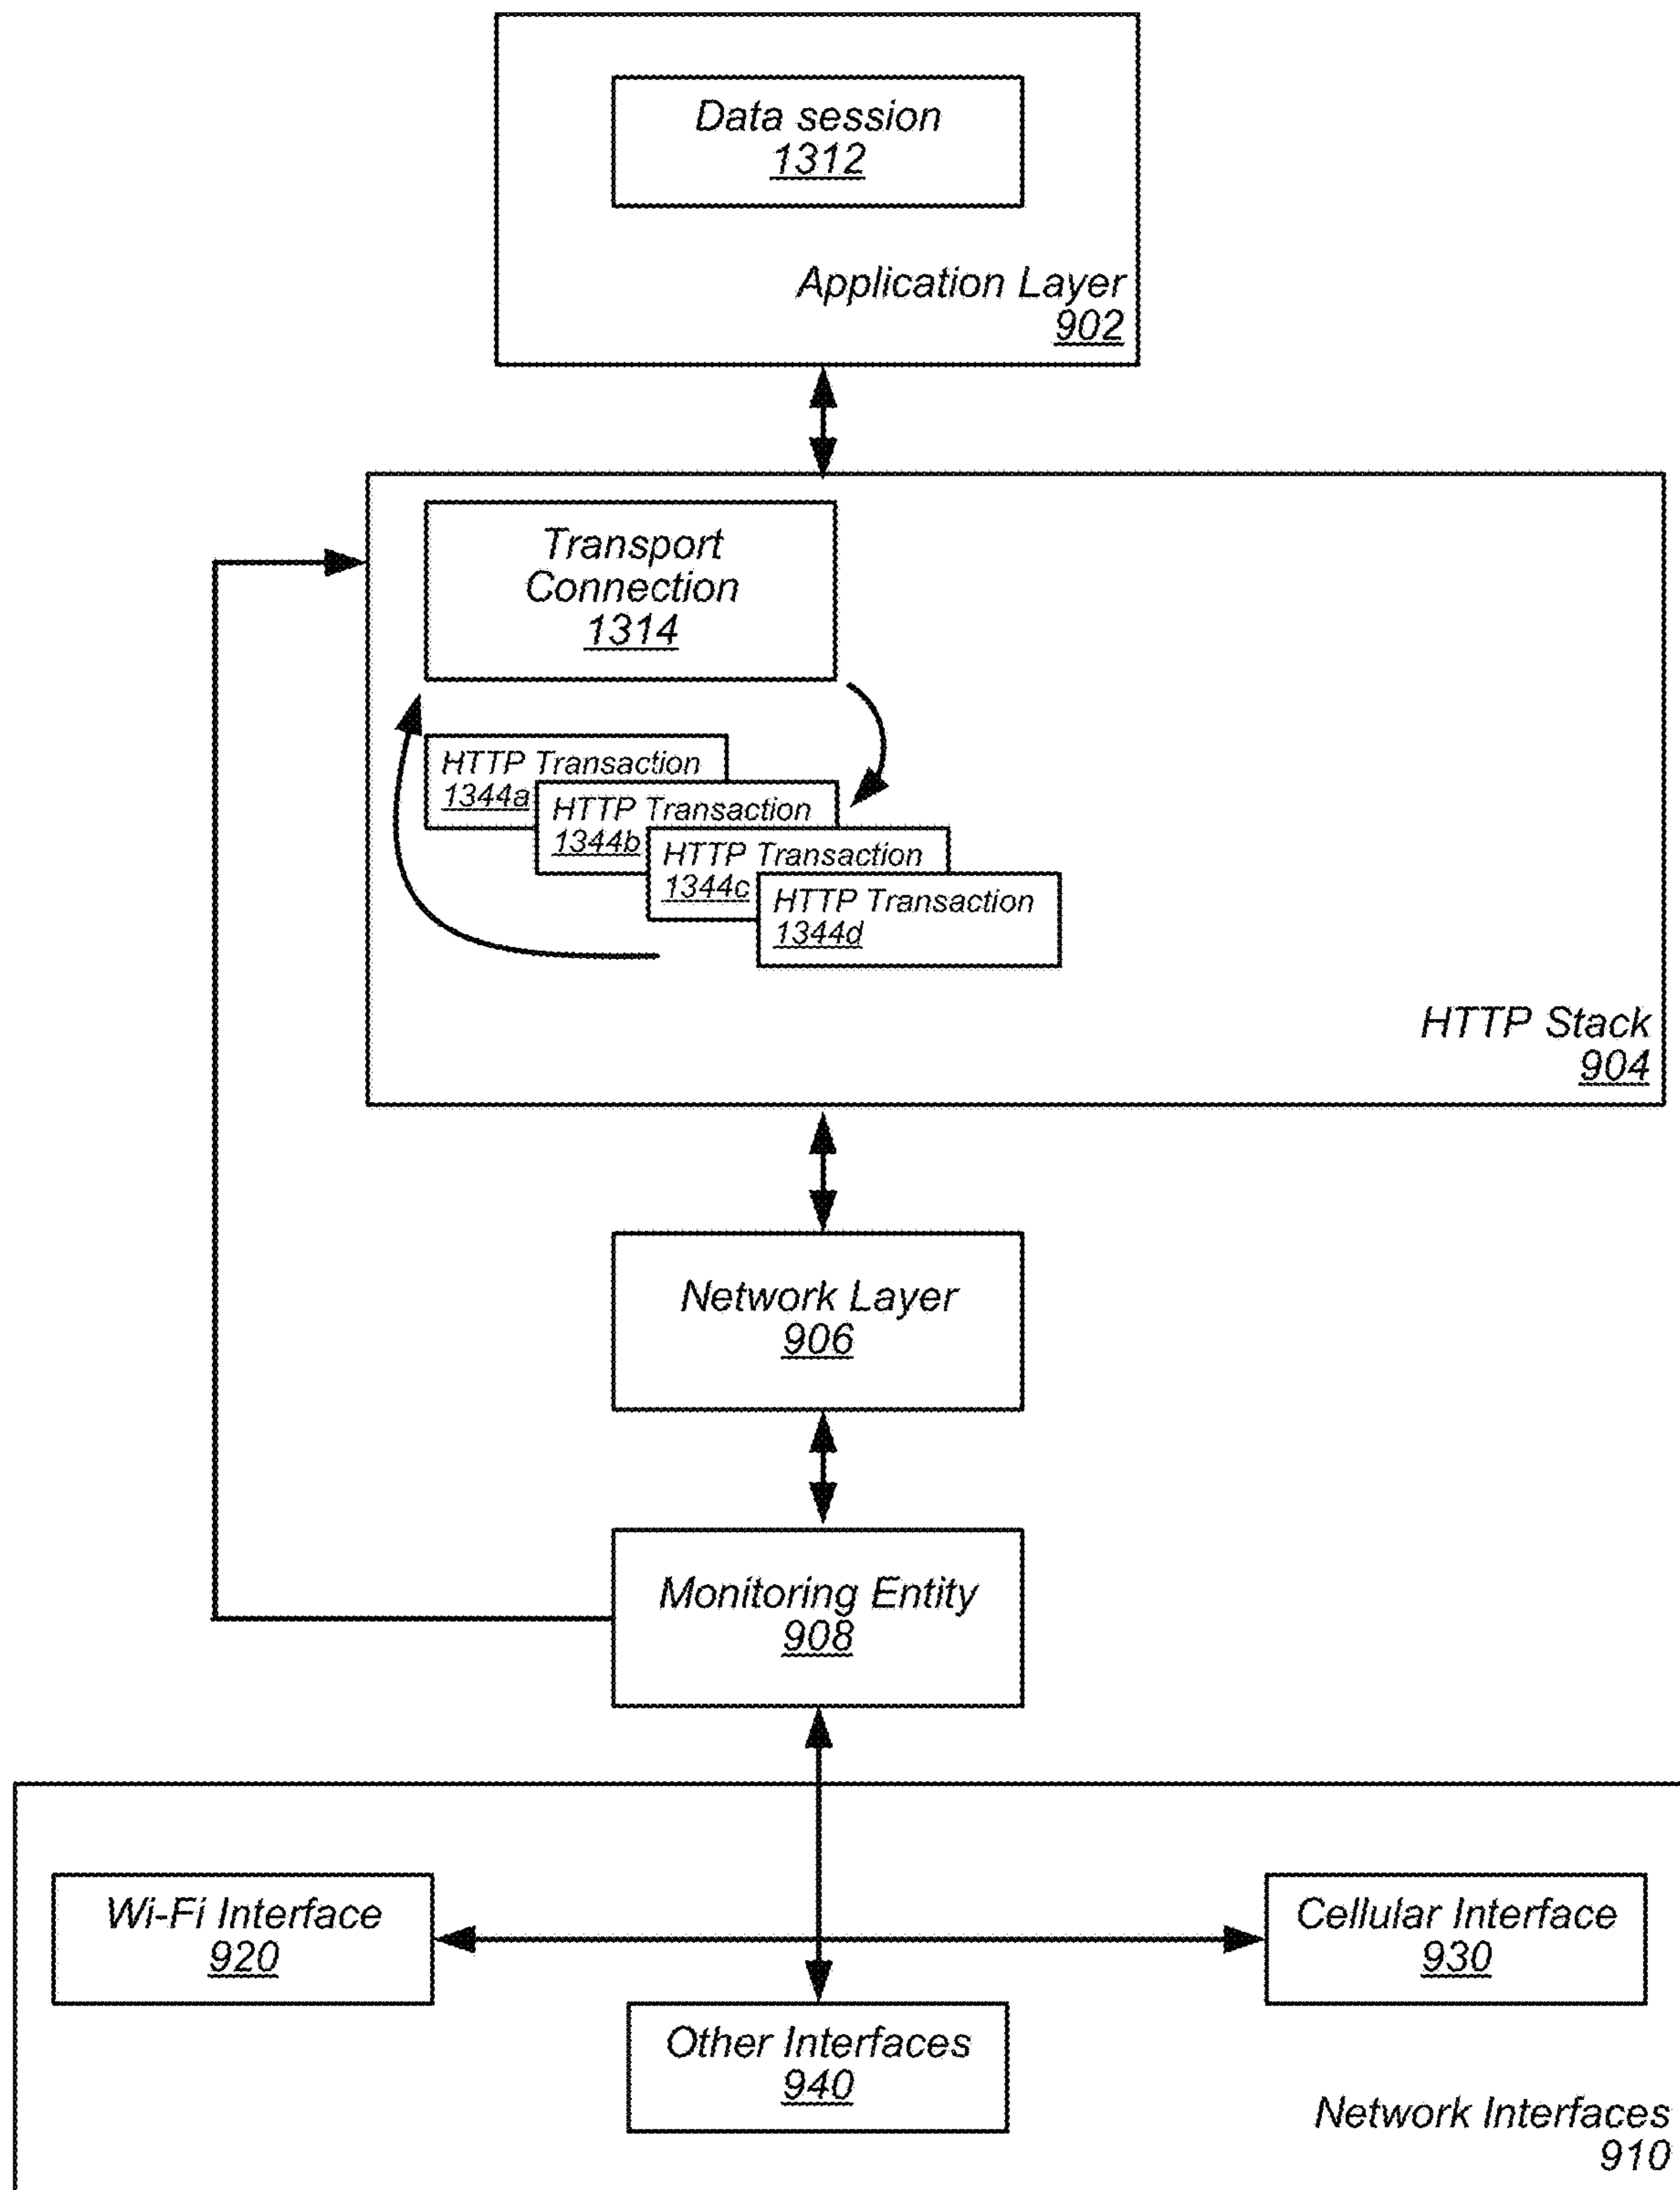 Data session
1312
Application Layer
902
Transport
Connection
1314
HTTP Transaction
1344a
HTTP Transaction
1344b
HTTP Transaction
1344c
HTTP Transaction
1344d
HTTP Stack
904
Network Layer
906
Monitoring Entity
908
Wi-Fi Interface
920
Cellular Interface
930
Other Interfaces
940
Network Interfaces
910